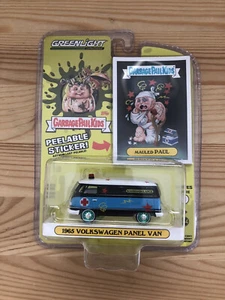 GREENLIGHT
GARBAGE PAIL KIDS
GARBAGE PAIL KIDS
PEELABLE
STICKER!
MAULED PAUL
1965 VOLKSWAGEN PANEL VAN